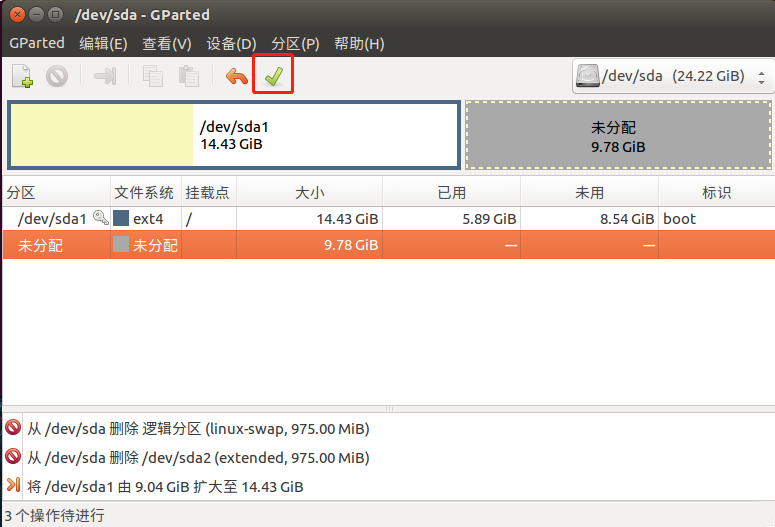 /dev/sda - GParted
GParted 编辑(E) 查看(V) 设备(D) 分区(P) 帮助(H)
/dev/sda (24.22 GiB)
/dev/sda1
14.43 GiB
未分配
9.78 GiB
分区 文件系统 挂载点 大小 已用 未用 标识
/dev/sda1 ext4 / 14.43 GiB 5.89 GiB 8.54 GiB boot
未分配 未分配 9.78 GiB — —
从 /dev/sda 删除 逻辑分区 (linux-swap, 975.00 MiB)
从 /dev/sda 删除 /dev/sda2 (extended, 975.00 MiB)
将 /dev/sda1 由 9.04 GiB 扩大至 14.43 GiB
3 个操作待进行